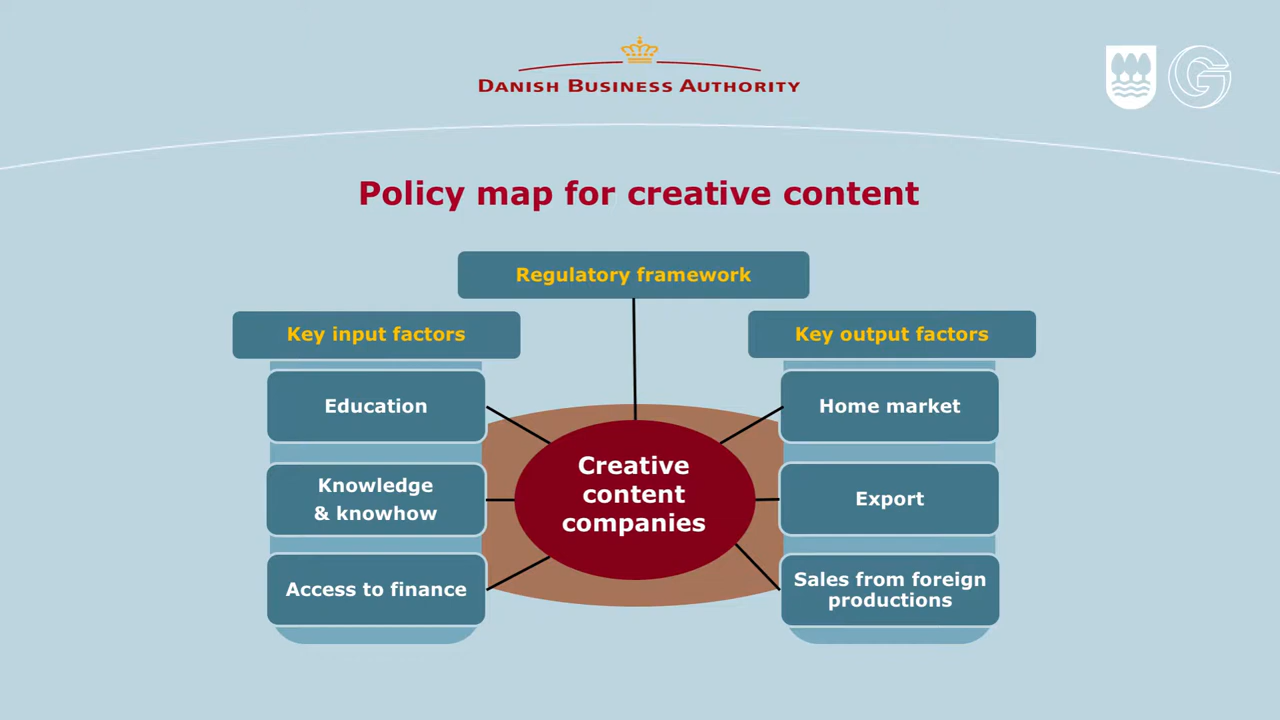 DANISH BUSINESS AUTHORITY
Policy map for creative content
Regulatory framework
Key input factors
Key output factors
Education
Home market
Knowledge
& knowhow
Creative
content
companies
Export
Access to finance
Sales from foreign
productions